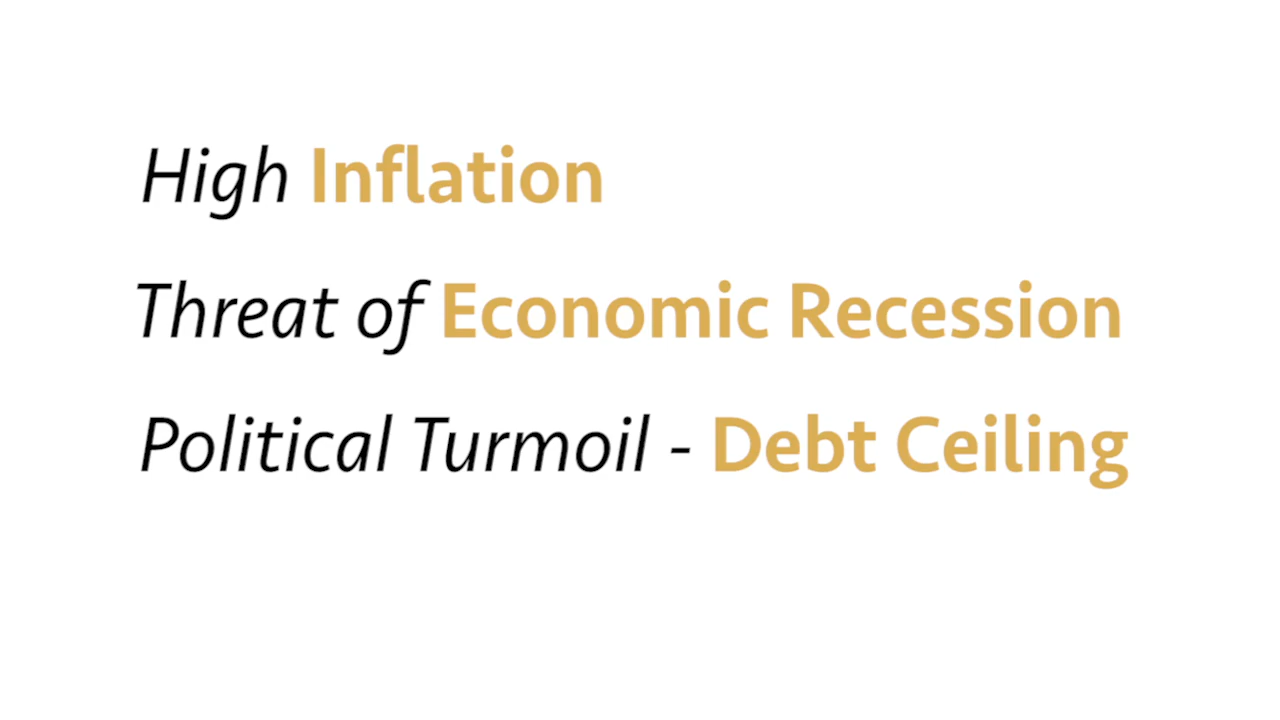 High Inflation
Threat of Economic Recession
Political Turmoil - Debt Ceiling